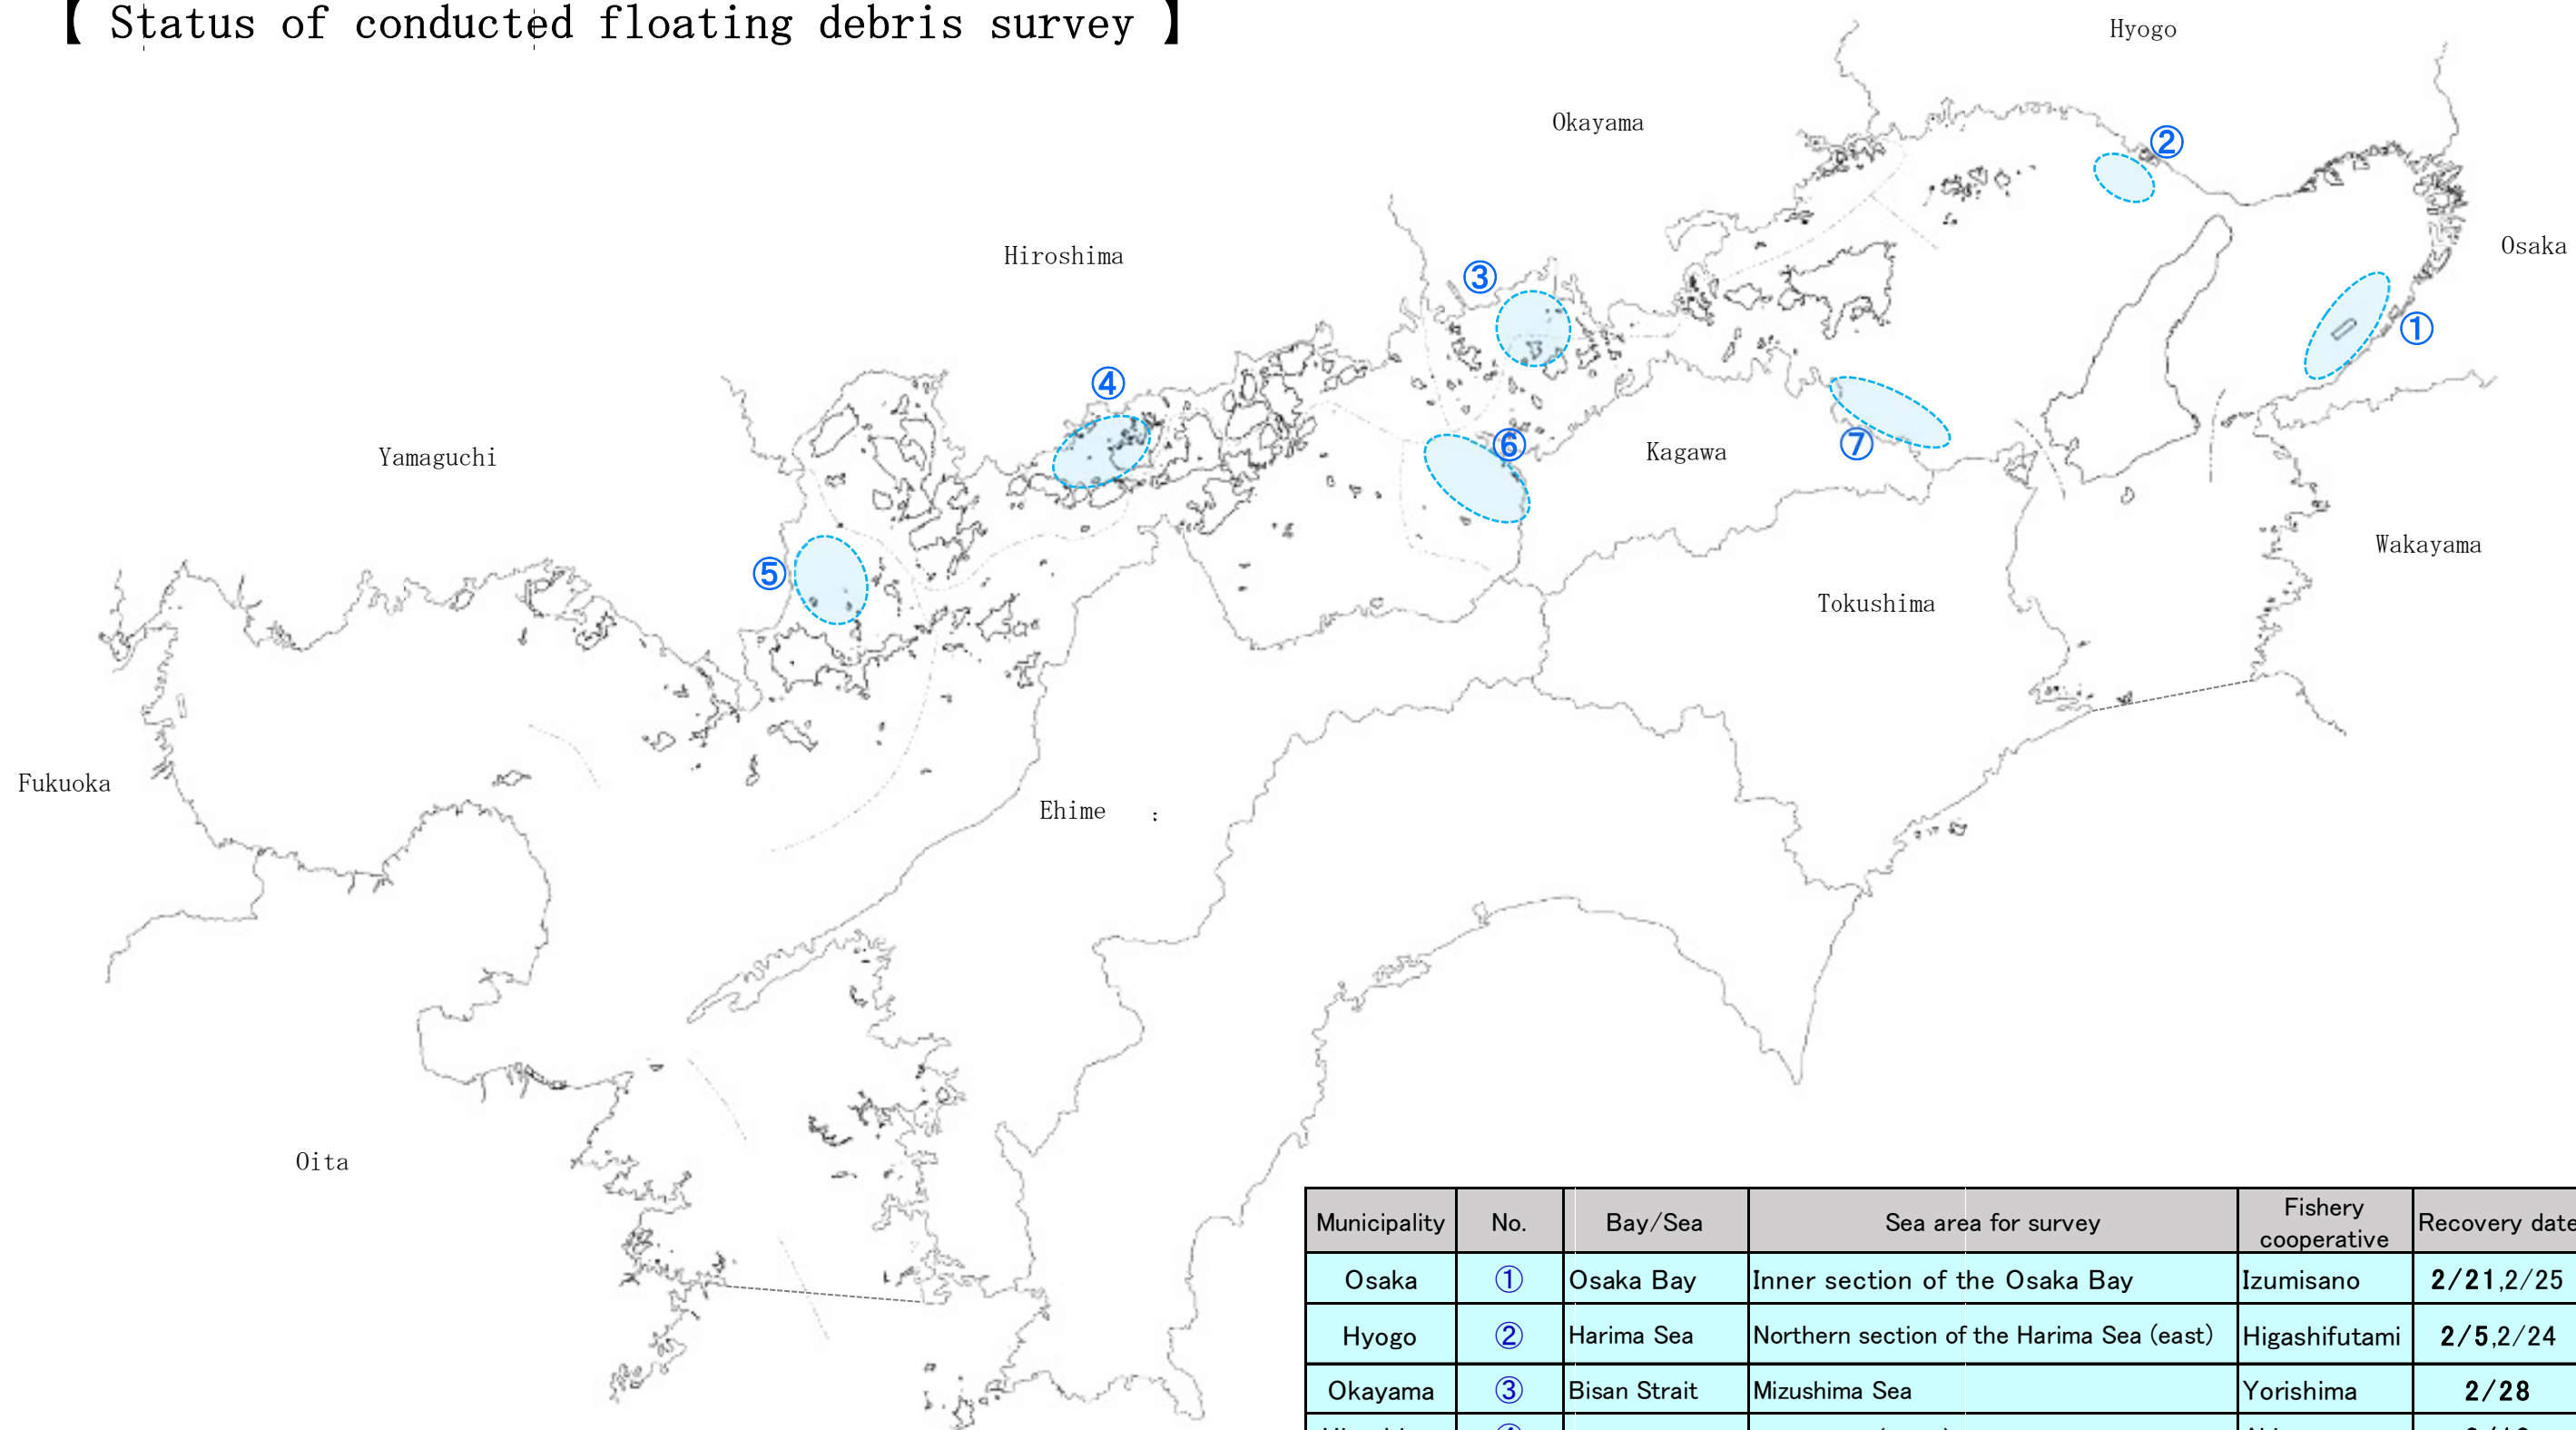 【 Status of conducted floating debris survey 】
Hyogo
Okayama
②
Osaka
Hiroshima
③
①
④
Yamaguchi
⑥
Kagawa
⑦
⑤
Wakayama
Tokushima
Fukuoka
Ehime :
Oita
Municipality No. Bay/Sea Sea area for survey Fishery cooperative Recovery date
Osaka ① Osaka Bay Inner section of the Osaka Bay Izumisano 2/21,2/25
Hyogo ② Harima Sea Northern section of the Harima Sea (east) Higashifutami 2/5,2/24
Okayama ③ Bisan Strait Mizushima Sea Yorishima 2/28